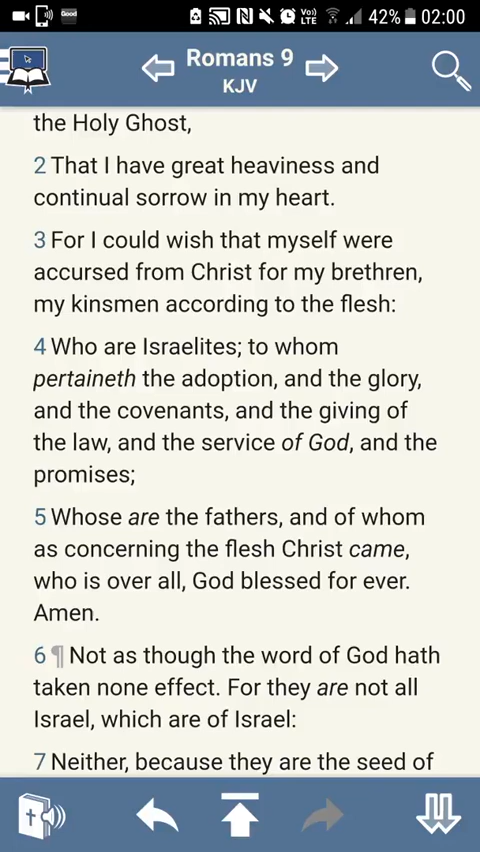 Good
Vo))
LTE
42% 02:00
Romans 9
KJV
the Holy Ghost,
2 That I have great heaviness and
continual sorrow in my heart.
3 For I could wish that myself were
accursed from Christ for my brethren,
my kinsmen according to the flesh:
4 Who are Israelites; to whom
pertaineth the adoption, and the glory,
and the covenants, and the giving of
the law, and the service of God, and the
promises;
5 Whose are the fathers, and of whom
as concerning the flesh Christ came,
who is over all, God blessed for ever.
Amen.
6 ¶ Not as though the word of God hath
taken none effect. For they are not all
Israel, which are of Israel:
7 Neither, because they are the seed of